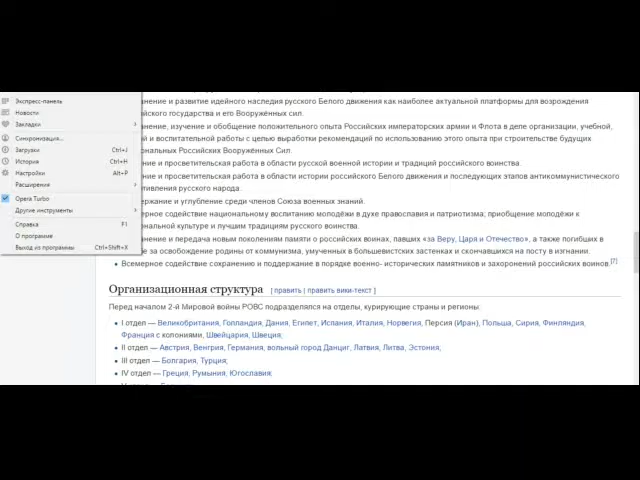 Экспресс-панель
Новости
Закладки
Синхронизация...
Загрузки Ctrl+J
История Ctrl+H
Настройки Alt+P
Расширения
Opera Turbo
Другие инструменты
Справка F1
О программе
Выход из программы Ctrl+Shift+X
анение и развитие идейного наследия русского Белого движения как наиболее актуальной платформы для возрождения
йского государства и его Вооружённых сил.
нение, изучение и обобщение положительного опыта Российских императорских армии и Флота в деле организации, учебной,
й и воспитательной работы с целью выработки рекомендаций по использованию этого опыта при строительстве будущих
ональных Российских Вооружённых Сил.
ние и просветительская работа в области русской военной истории и традиций российского воинства.
ние и просветительская работа в области истории российского Белого движения и последующих этапов антикоммунистического
тивления русского народа.
ержание и углубление среди членов Союза военных знаний.
мерное содействие национальному воспитанию молодёжи в духе православия и патриотизма; приобщение молодёжи к
ональной культуре и лучшим традициям русского воинства.
нение и передача новым поколениям памяти о российских воинах, павших «за Веру, Царя и Отечество», а также погибших в
е за освобождение родины от коммунизма, умученных в большевистских застенках и скончавшихся на посту в изгнании.
• Всемерное содействие сохранению и поддержание в порядке военно- исторических памятников и захоронений российских воинов.[7]
Организационная структура [ править | править вики-текст ]
Перед началом 2-й Мировой войны РОВС подразделялся на отделы, курирующие страны и регионы:
• I отдел — Великобритания, Голландия, Дания, Египет, Испания, Италия, Норвегия, Персия (Иран), Польша, Сирия, Финляндия,
Франция с колониями, Швейцария, Швеция;
• II отдел — Австрия, Венгрия, Германия, вольный город Данциг, Латвия, Литва, Эстония;
• III отдел — Болгария, Турция;
• IV отдел — Греция, Румыния, Югославия;